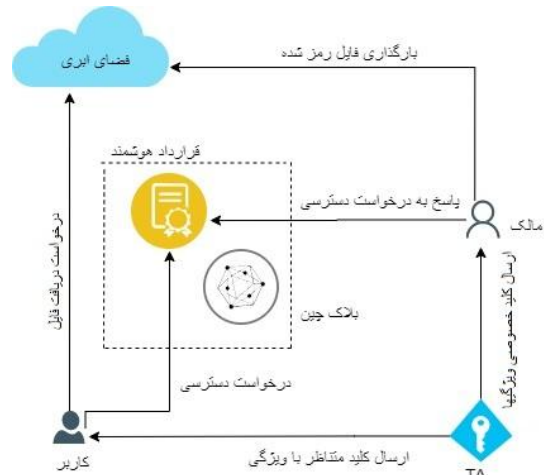 فضای ابری
بارگذاری فایل رمز شده
قرارداد هوشمند
پاسخ به درخواست دسترسی
مالک
درخواست دریافت فایل
بلاک چین
ارسال کلید خصوصی ویژگیها
درخواست دسترسی
کاربر
ارسال کلید متناظر با ویژگی
TA